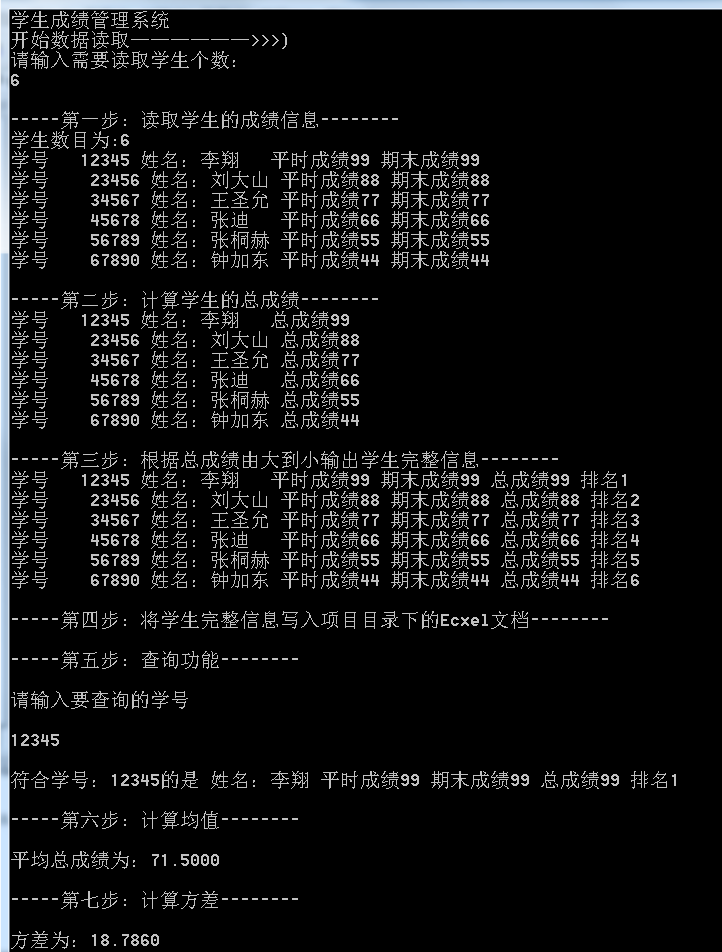 学生成绩管理系统
开始数据读取——————>>>)
请输入需要读取学生个数：
6
-----第一步：读取学生的成绩信息--------
学生数目为:6
学号   12345 姓名：李翔   平时成绩99 期末成绩99
学号    23456 姓名：刘大山 平时成绩88 期末成绩88
学号    34567 姓名：王圣允 平时成绩77 期末成绩77
学号    45678 姓名：张迪   平时成绩66 期末成绩66
学号    56789 姓名：张桐赫 平时成绩55 期末成绩55
学号    67890 姓名：钟加东 平时成绩44 期末成绩44
-----第二步：计算学生的总成绩--------
学号   12345 姓名：李翔   总成绩99
学号    23456 姓名：刘大山 总成绩88
学号    34567 姓名：王圣允 总成绩77
学号    45678 姓名：张迪   总成绩66
学号    56789 姓名：张桐赫 总成绩55
学号    67890 姓名：钟加东 总成绩44
-----第三步：根据总成绩由大到小输出学生完整信息--------
学号   12345 姓名：李翔   平时成绩99 期末成绩99 总成绩99 排名1
学号    23456 姓名：刘大山 平时成绩88 期末成绩88 总成绩88 排名2
学号    34567 姓名：王圣允 平时成绩77 期末成绩77 总成绩77 排名3
学号    45678 姓名：张迪   平时成绩66 期末成绩66 总成绩66 排名4
学号    56789 姓名：张桐赫 平时成绩55 期末成绩55 总成绩55 排名5
学号    67890 姓名：钟加东 平时成绩44 期末成绩44 总成绩44 排名6
-----第四步：将学生完整信息写入项目目录下的Ecxel文档--------
-----第五步：查询功能--------
请输入要查询的学号
12345
符合学号：12345的是 姓名：李翔 平时成绩99 期末成绩99 总成绩99 排名1
-----第六步：计算均值--------
平均总成绩为：71.5000
-----第七步：计算方差--------
方差为：18.7860